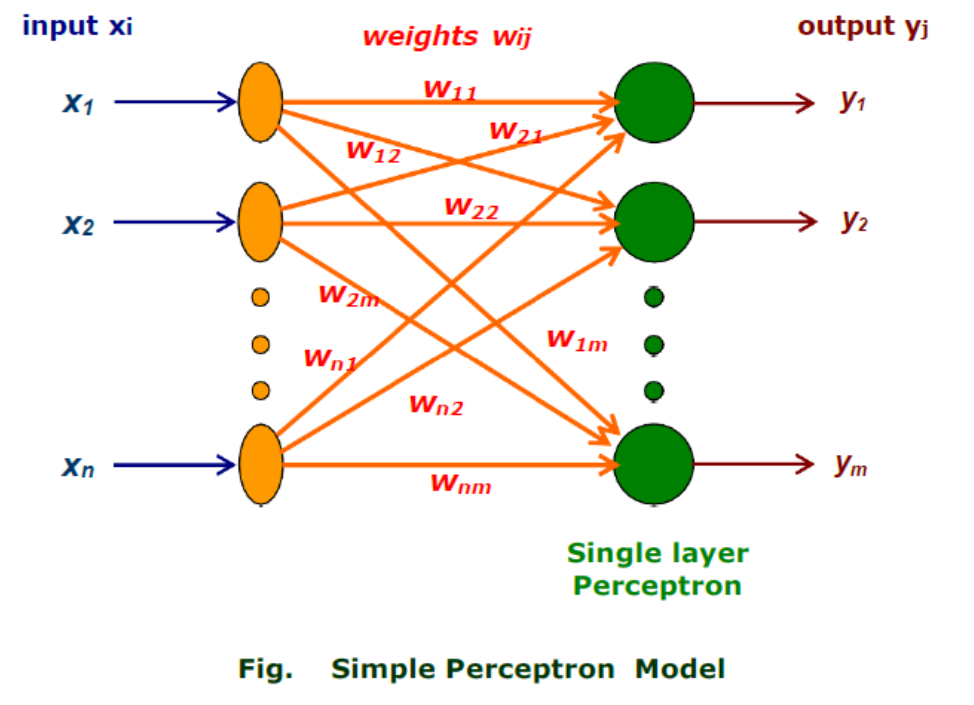 input xi
weights wij
output yj
x1
w11
y1
w21
w12
x2
w22
y2
w2m
w1m
wn1
wn2
xn
wnm
ym
Single layer
Perceptron
Fig. Simple Perceptron Model